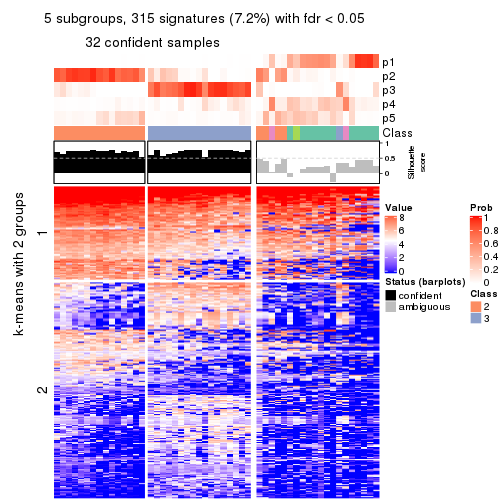 5 subgroups, 315 signatures (7.2%) with fdr < 0.05
32 confident samples
p1
p2
p3
p4
p5
Class
1
0.5
0
Silhouette
score
k-means with 2 groups
1
2
Value
8
6
4
2
0
Status (barplots)
confident
ambiguous
Prob
1
0.8
0.6
0.4
0.2
0
Class
2
3